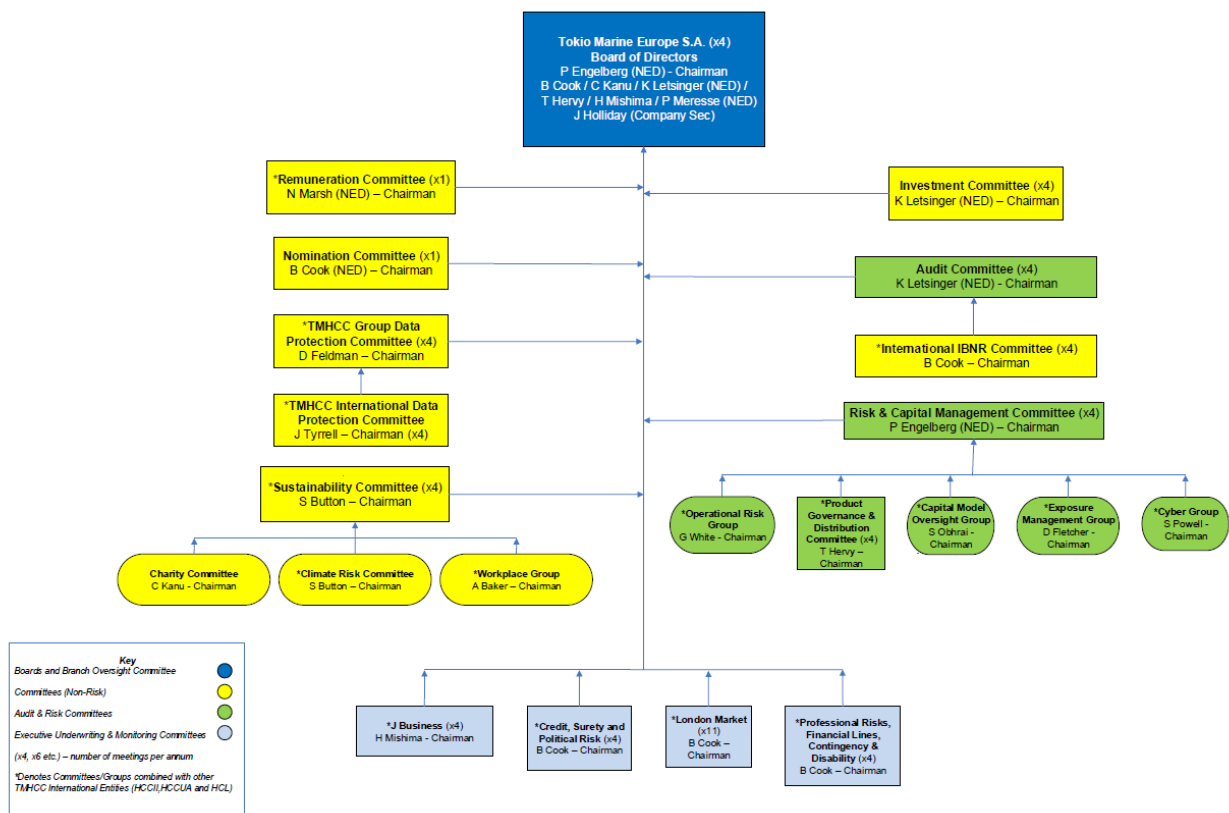 Tokio Marine Europe S.A. (x4)
Board of Directors
P Engelberg (NED) - Chairman
B Cook / C Kanu / K Letsinger (NED) /
T Hervy / H Mishima / P Meresse (NED)
J Holliday (Company Sec)
*Remuneration Committee (x1)
N Marsh (NED) – Chairman
Investment Committee (x4)
K Letsinger (NED) – Chairman
Nomination Committee (x1)
B Cook (NED) – Chairman
Audit Committee (x4)
K Letsinger (NED) - Chairman
*TMHCC Group Data
Protection Committee (x4)
D Feldman – Chairman
*International IBNR Committee (x4)
B Cook – Chairman
*TMHCC International Data
Protection Committee
J Tyrrell – Chairman (x4)
Risk & Capital Management Committee (x4)
P Engelberg (NED) – Chairman
*Sustainability Committee (x4)
S Button – Chairman
*Operational Risk
Group
G White - Chairman
*Product
Governance &
Distribution
Committee (x4)
T Hervy –
Chairman
*Capital Model
Oversight Group
S Obhrai -
Chairman
*Exposure
Management Group
D Fletcher -
Chairman
*Cyber Group
S Powell -
Chairman
Charity Committee
C Kanu - Chairman
*Climate Risk Committee
S Button – Chairman
*Workplace Group
A Baker – Chairman
Key
Boards and Branch Oversight Committee
Committees (Non-Risk)
Audit & Risk Committees
Executive Underwriting & Monitoring Committees
(x4, x6 etc.) – number of meetings per annum
*Denotes Committees/Groups combined with other
TMHCC International Entities (HCCII,HCCUA and HCL)
*J Business (x4)
H Mishima - Chairman
*Credit, Surety and
Political Risk (x4)
B Cook – Chairman
*London Market
(x11)
B Cook –
Chairman
*Professional Risks,
Financial Lines,
Contingency &
Disability (x4)
B Cook – Chairman